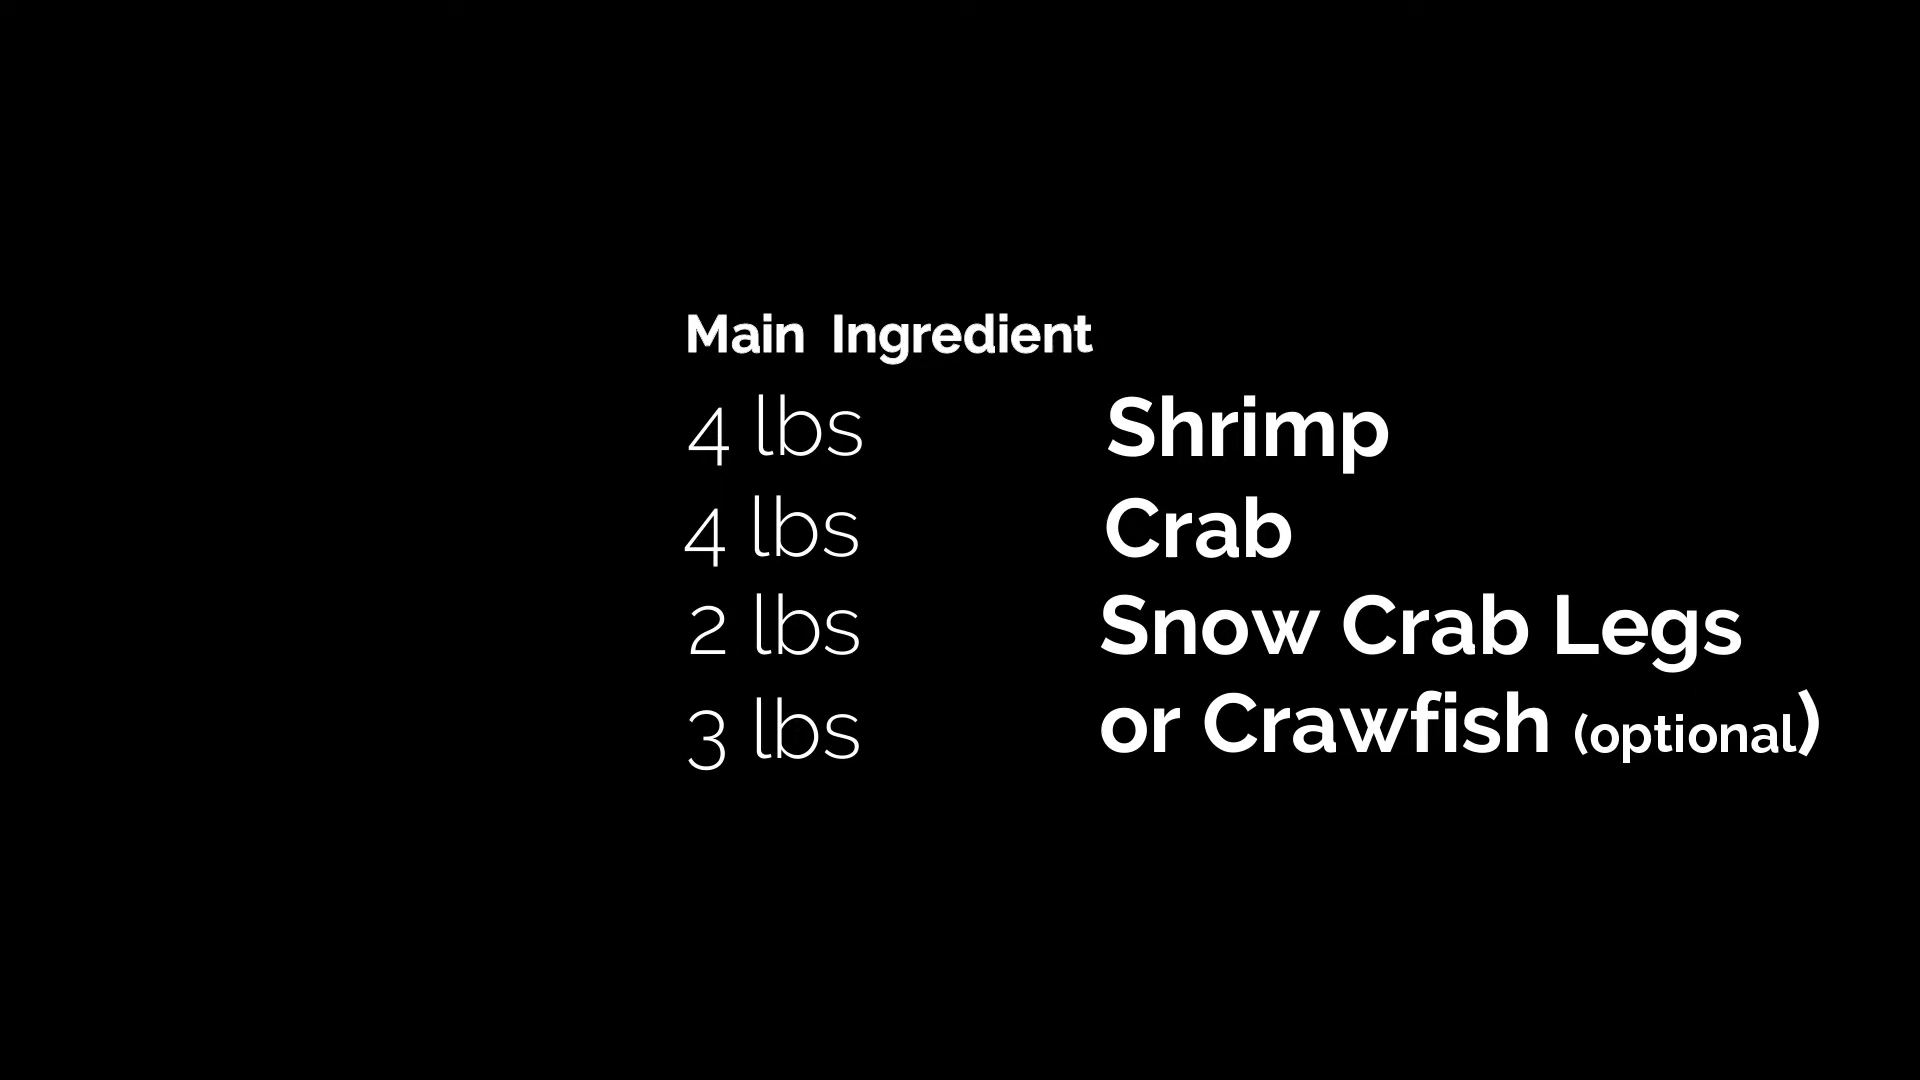 Main Ingredient
4 lbs Shrimp
4 lbs Crab
2 lbs Snow Crab Legs
3 lbs or Crawfish (optional)